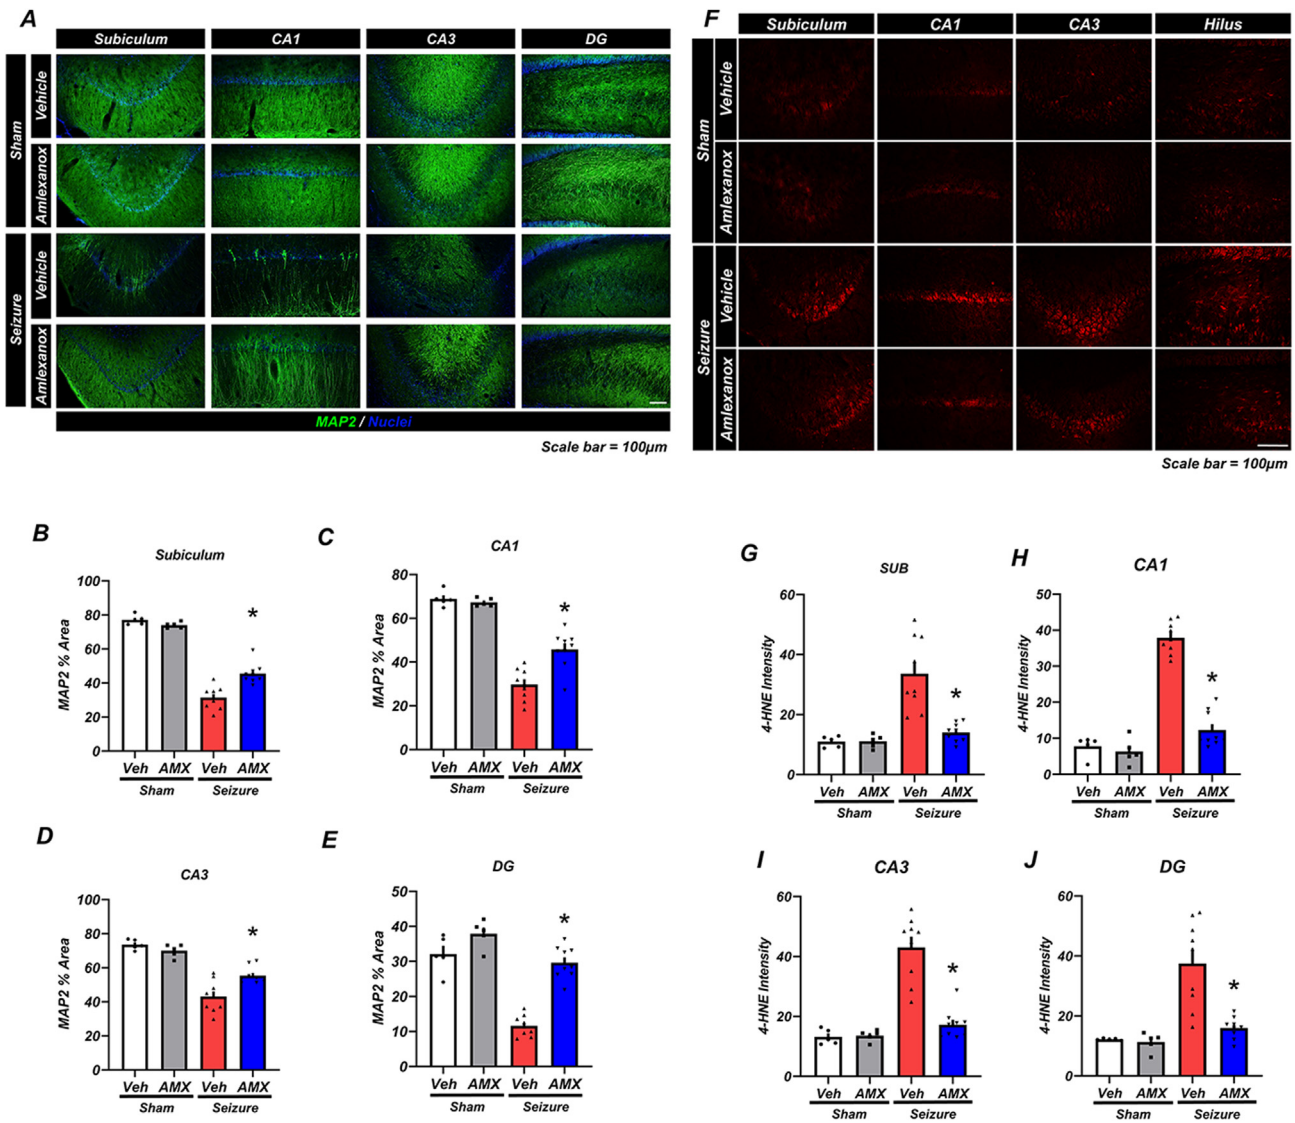 A
Subiculum CA1 CA3 DG
Sham
Vehicle
Amlexanox
Seizure
Vehicle
Amlexanox
MAP2 / Nuclei
Scale bar = 100μm
F
Subiculum CA1 CA3 Hilus
Sham
Vehicle
Amlexanox
Seizure
Vehicle
Amlexanox
Scale bar = 100μm
B
Subiculum
MAP2 % Area
100
80
60
40
20
0
*
Veh AMX Veh AMX
Sham Seizure
C
CA1
MAP2 % Area
80
60
40
20
0
*
Veh AMX Veh AMX
Sham Seizure
G
SUB
4-HNE Intensity
60
40
20
0
*
Veh AMX Veh AMX
Sham Seizure
H
CA1
4-HNE Intensity
50
40
30
20
10
0
*
Veh AMX Veh AMX
Sham Seizure
D
CA3
MAP2 % Area
100
80
60
40
20
0
*
Veh AMX Veh AMX
Sham Seizure
E
DG
MAP2 % Area
50
40
30
20
10
0
*
Veh AMX Veh AMX
Sham Seizure
I
CA3
4-HNE Intensity
60
40
20
0
*
Veh AMX Veh AMX
Sham Seizure
J
DG
4-HNE Intensity
60
40
20
0
*
Veh AMX Veh AMX
Sham Seizure